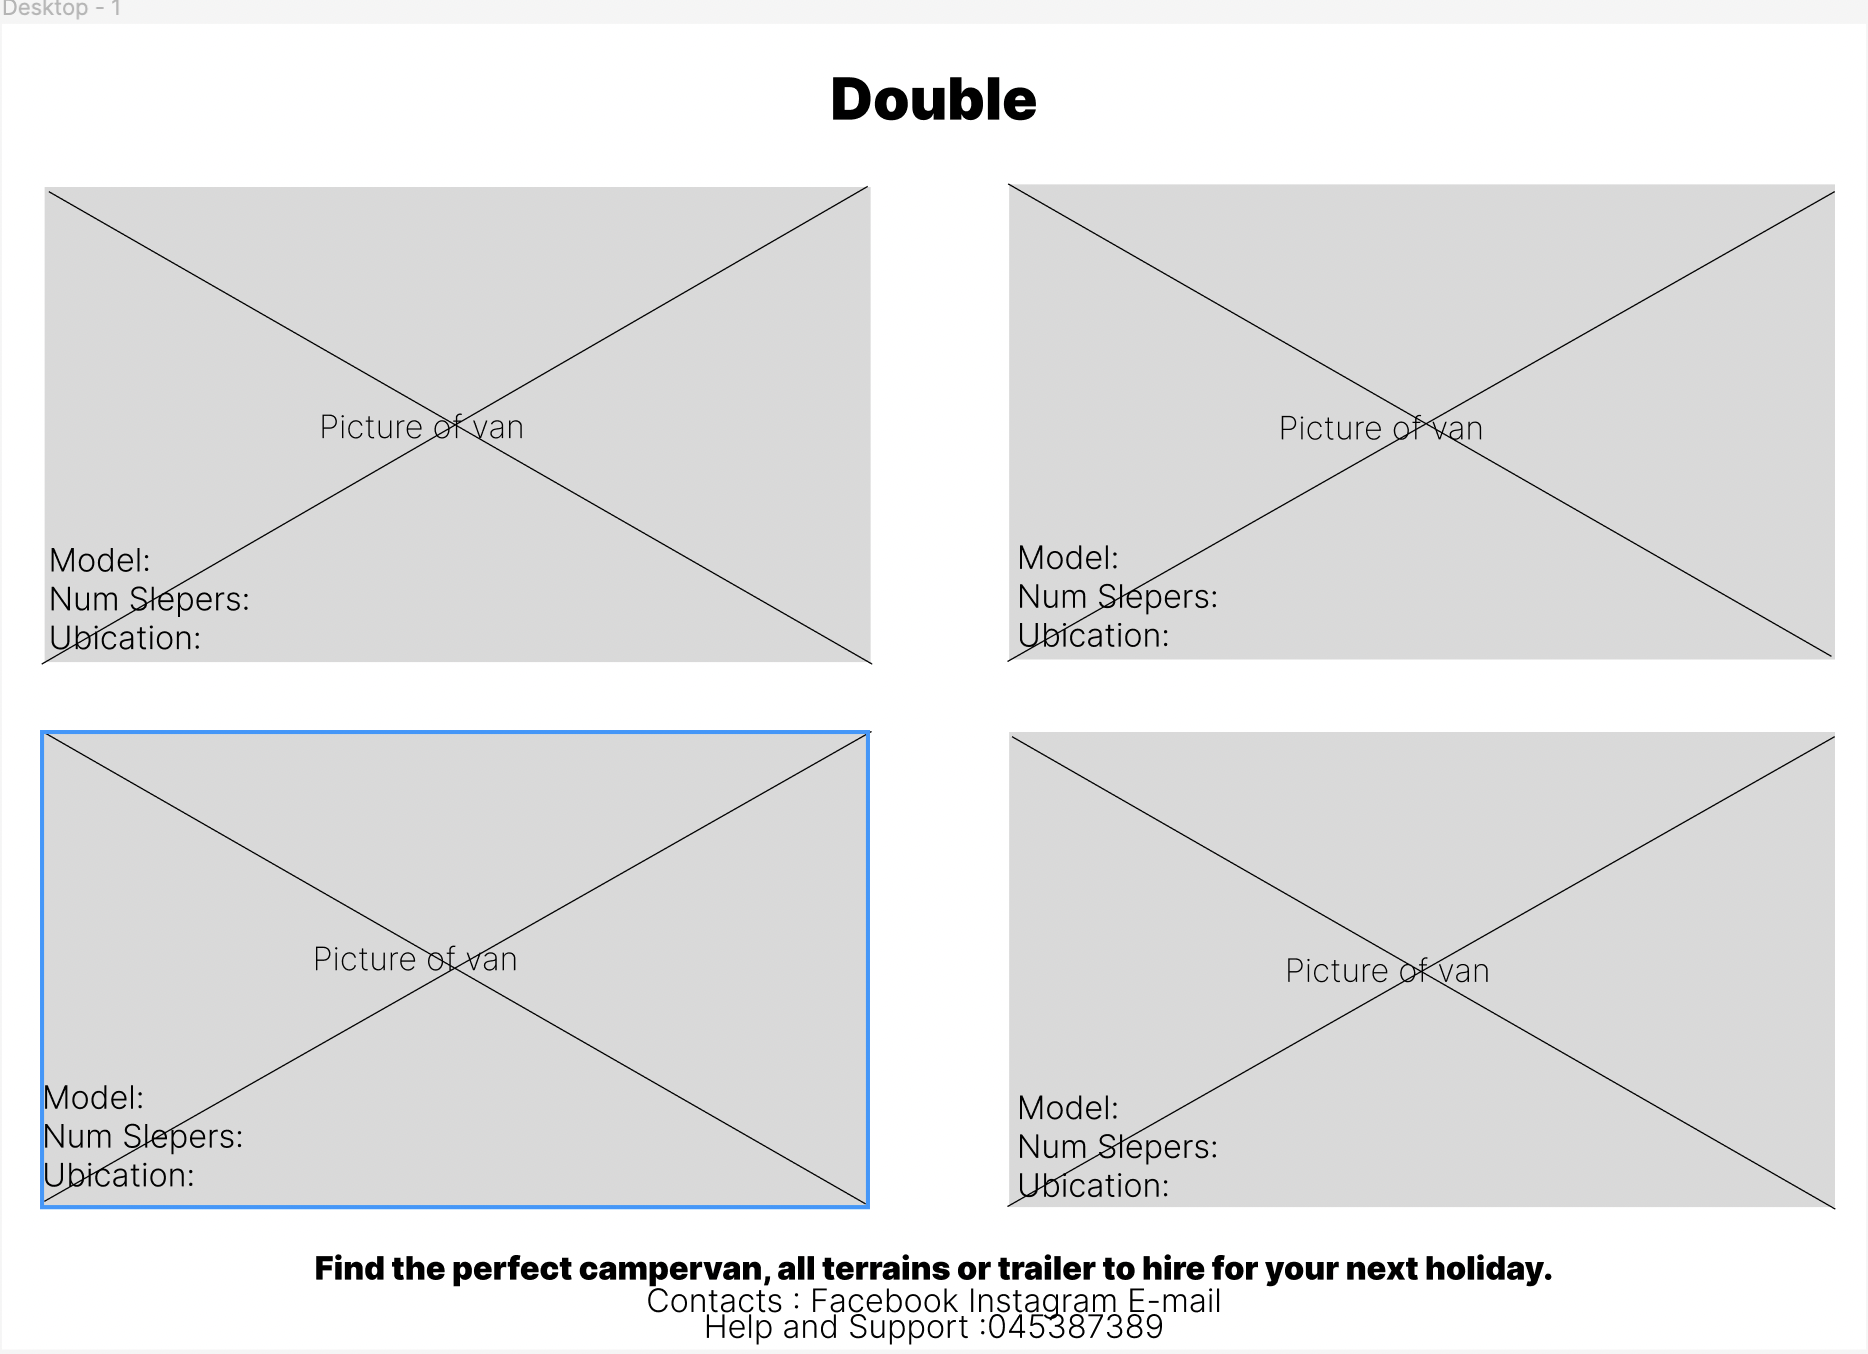 Desktop - 1
Double
Picture of van
Model:
Num Slepers:
Ubication:
Picture of van
Model:
Num Slepers:
Ubication:
Picture of van
Model:
Num Slepers:
Ubication:
Picture of van
Model:
Num Slepers:
Ubication:
Find the perfect campervan, all terrains or trailer to hire for your next holiday.
Contacts : Facebook Instagram E-mail
Help and Support :045387389